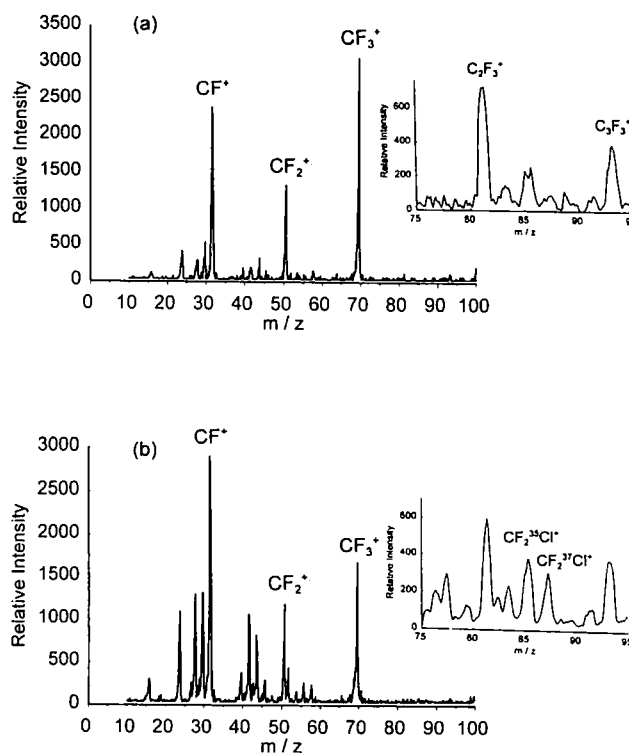 (a)
3500
3000
2500
2000
1500
1000
500
0
Relative Intensity
CF⁺
CF₂⁺
CF₃⁺
0 10 20 30 40 50 60 70 80 90 100
m / z
C₂F₃⁺
C₃F₃⁺
600
400
200
0
Relative Intensity
75 80 85 90 95
m / z
(b)
3000
2500
2000
1500
1000
500
0
Relative Intensity
CF⁺
CF₂⁺
CF₃⁺
0 10 20 30 40 50 60 70 80 90 100
m / z
CF₂³⁵Cl⁺
CF₂³⁷Cl⁺
600
400
200
0
Relative Intensity
75 80 85 90 95
m / z